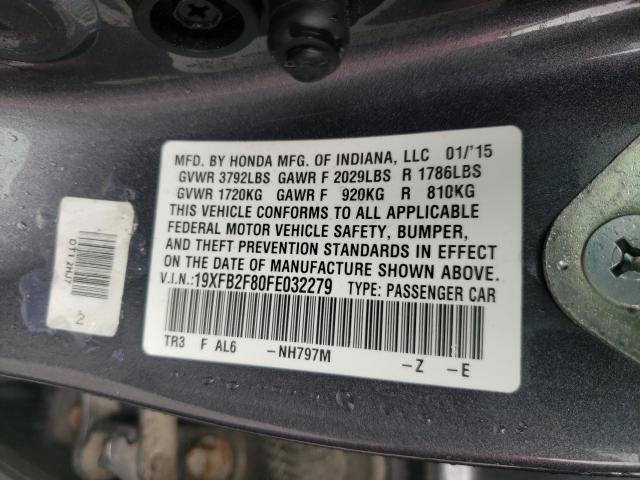 MFD. BY HONDA MFG. OF INDIANA, LLC 01/'15
GVWR 3792LBS GAWR F 2029LBS R 1786LBS
GVWR 1720KG GAWR F 920KG R 810KG
THIS VEHICLE CONFORMS TO ALL APPLICABLE
FEDERAL MOTOR VEHICLE SAFETY, BUMPER,
AND THEFT PREVENTION STANDARDS IN EFFECT
ON THE DATE OF MANUFACTURE SHOWN ABOVE.
V.I.N.:19XFB2F80FE032279 TYPE: PASSENGER CAR
TR3 F AL6 -NH797M -Z -E
2